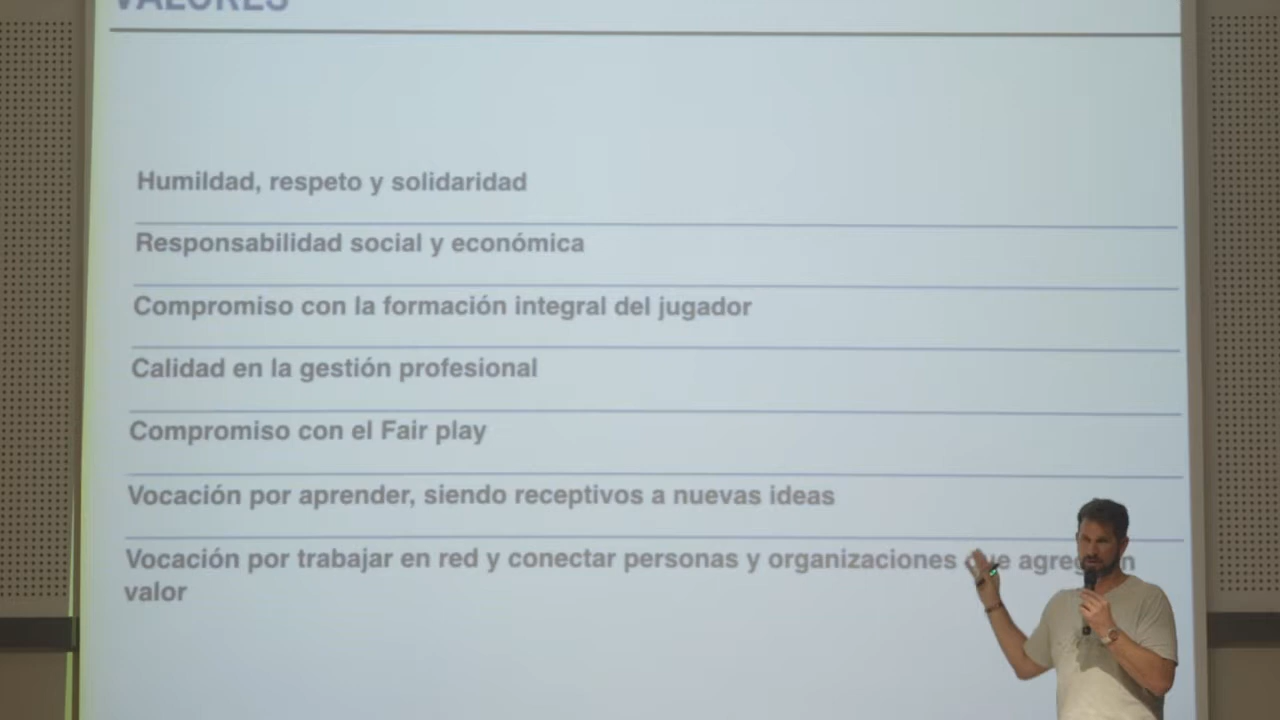 VALORES
Humildad, respeto y solidaridad
Responsabilidad social y económica
Compromiso con la formación integral del jugador
Calidad en la gestión profesional
Compromiso con el Fair play
Vocación por aprender, siendo receptivos a nuevas ideas
Vocación por trabajar en red y conectar personas y organizaciones
valor